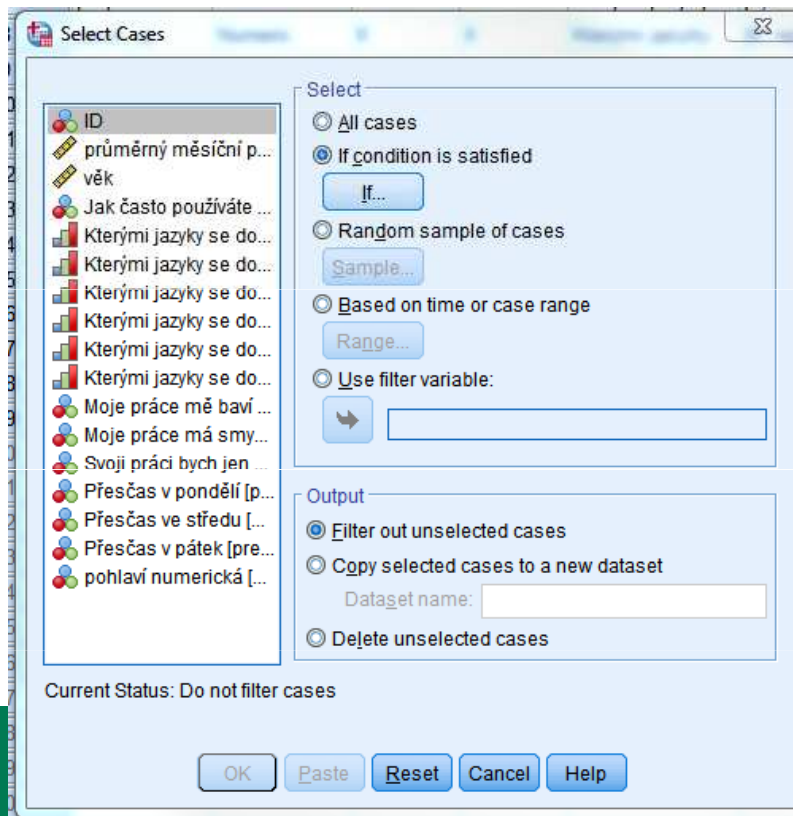 Select Cases
ID
průměrný měsíční p...
věk
Jak často používáte ...
Kterými jazyky se do...
Kterými jazyky se do...
Kterými jazyky se do...
Kterými jazyky se do...
Kterými jazyky se do...
Kterými jazyky se do...
Moje práce mě baví ...
Moje práce má smy...
Svoji práci bych jen ...
Přesčas v pondělí [p...
Přesčas ve středu [...
Přesčas v pátek [pre...
pohlaví numerická [...
Select
All cases
If condition is satisfied
If...
Random sample of cases
Sample...
Based on time or case range
Range...
Use filter variable:
Output
Filter out unselected cases
Copy selected cases to a new dataset
Dataset name:
Delete unselected cases
Current Status: Do not filter cases
OK Paste Reset Cancel Help